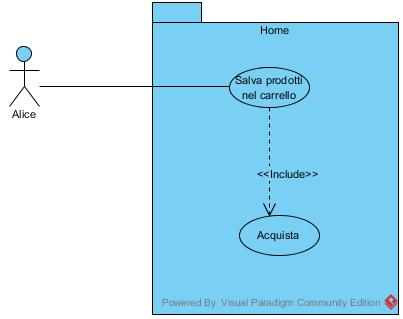 Home
Salva prodotti
nel carrello
Alice
<<Include>>
Acquista
Powered By Visual Paradigm Community Edition